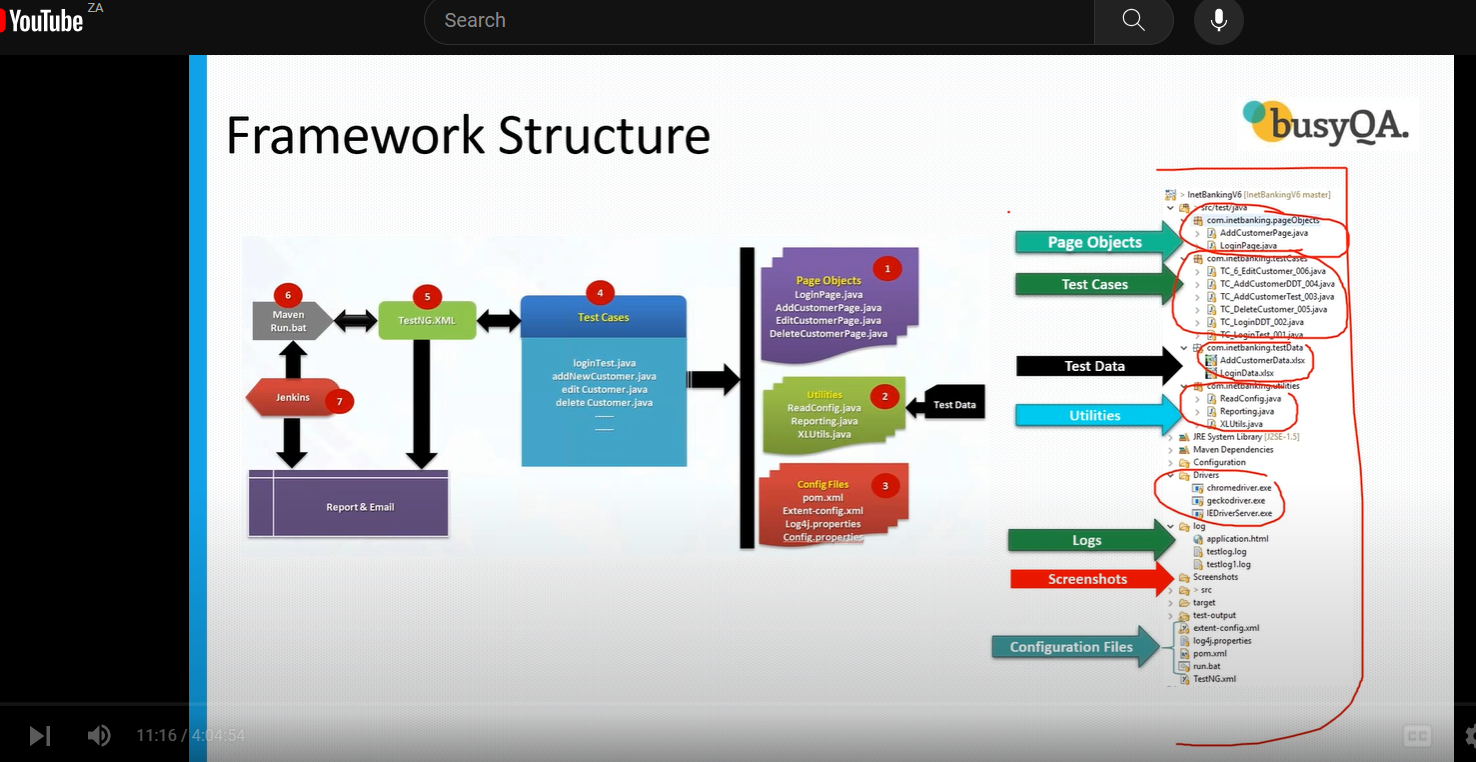 YouTube
ZA
Search
Framework Structure
busyQA.
6
Maven
Run.bat
5
TestNG.XML
4
Test Cases
loginTest.java
addNewCustomer.java
edit Customer.java
delete Customer.java
Jenkins
7
Report & Email
1
Page Objects
LoginPage.java
AddCustomerPage.java
EditCustomerPage.java
DeleteCustomerPage.java
Utilities
2
ReadConfig.java
Reporting.java
XLUtils.java
Test Data
Config Files
3
pom.xml
Extent-config.xml
Log4j.properties
Config.properties
Page Objects
Test Cases
Test Data
Utilities
Logs
Screenshots
Configuration Files
> InetBankingV6 [InetBankingV6 master]
> src/test/java
com.inetbanking.pageObjects
AddCustomerPage.java
LoginPage.java
com.inetbanking.testCases
TC_6_EditCustomer_006.java
TC_AddCustomerDDT_004.java
TC_AddCustomerTest_003.java
TC_DeleteCustomer_005.java
TC_LoginDDT_002.java
TC_LoginTest_001.java
com.inetbanking.testData
AddCustomerData.xlsx
LoginData.xlsx
com.inetbanking.utilities
ReadConfig.java
Reporting.java
XLUtils.java
JRE System Library [J2SE-1.5]
Maven Dependencies
Configuration
Drivers
chromedriver.exe
geckodriver.exe
IEDriverServer.exe
log
application.html
testlog.log
testlog1.log
Screenshots
> src
target
test-output
extent-config.xml
log4j.properties
pom.xml
run.bat
TestNG.xml
11:16 / 4:04:54
CC